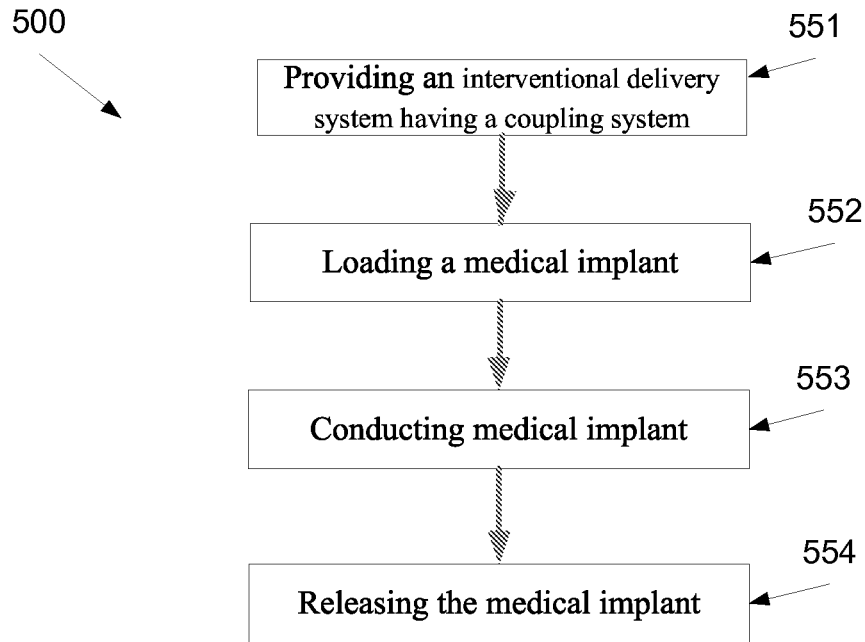 500
551
Providing an interventional delivery
system having a coupling system
552
Loading a medical implant
553
Conducting medical implant
554
Releasing the medical implant